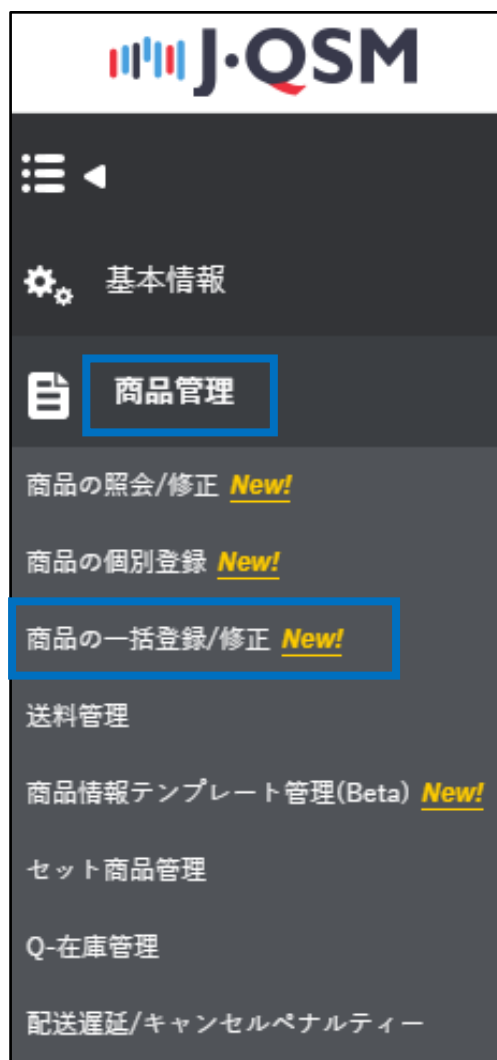 J·QSM
基本情報
商品管理
商品の照会/修正 New!
商品の個別登録 New!
商品の一括登録/修正 New!
送料管理
商品情報テンプレート管理(Beta) New!
セット商品管理
Q-在庫管理
配送遅延/キャンセルペナルティー